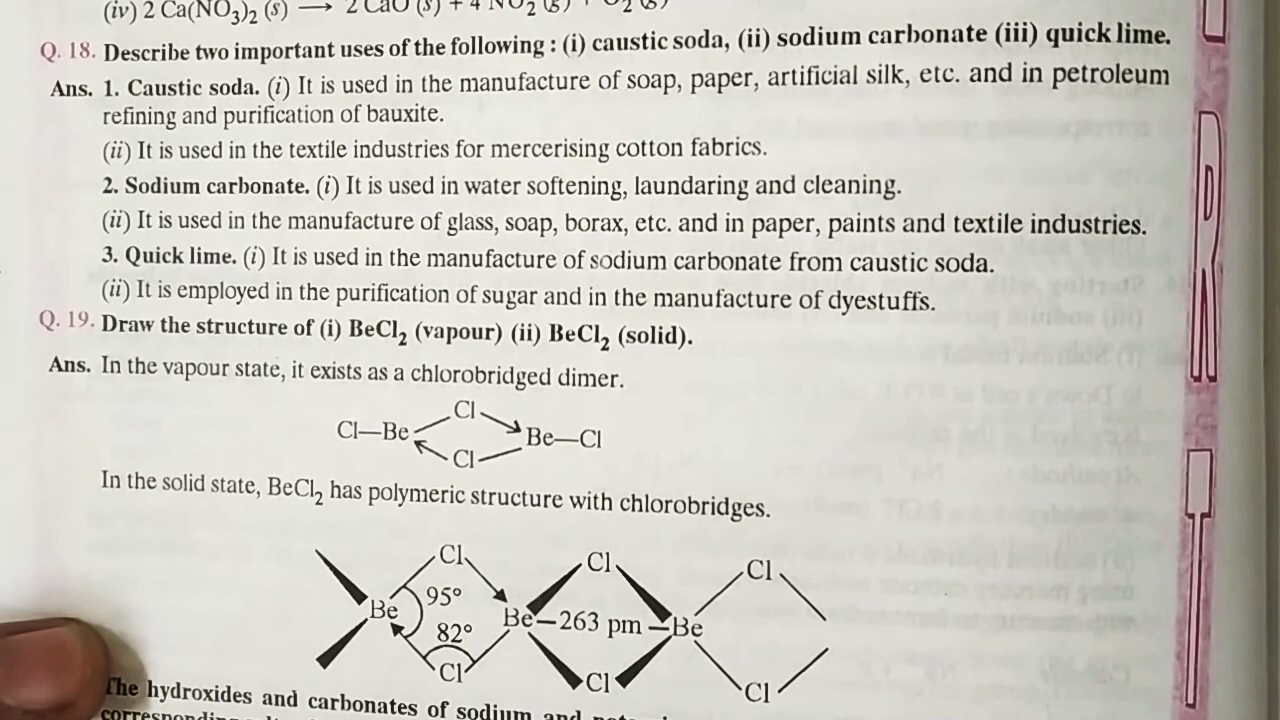 (iv) 2 Ca(NO₃)₂ (s) ⟶ 2 CaO (s) + 4 NO₂ (g) + O₂ (g)
Q. 18. Describe two important uses of the following : (i) caustic soda, (ii) sodium carbonate (iii) quick lime.
Ans. 1. Caustic soda. (i) It is used in the manufacture of soap, paper, artificial silk, etc. and in petroleum
refining and purification of bauxite.
(ii) It is used in the textile industries for mercerising cotton fabrics.
2. Sodium carbonate. (i) It is used in water softening, laundaring and cleaning.
(ii) It is used in the manufacture of glass, soap, borax, etc. and in paper, paints and textile industries.
3. Quick lime. (i) It is used in the manufacture of sodium carbonate from caustic soda.
(ii) It is employed in the purification of sugar and in the manufacture of dyestuffs.
Q. 19. Draw the structure of (i) BeCl₂ (vapour) (ii) BeCl₂ (solid).
Ans. In the vapour state, it exists as a chlorobridged dimer.
Cl
Cl—Be Be—Cl
Cl
In the solid state, BeCl₂ has polymeric structure with chlorobridges.
Cl Cl Cl
95°
Be Be—263 pm—Be
82°
Cl Cl Cl
The hydroxides and carbonates of sodium and